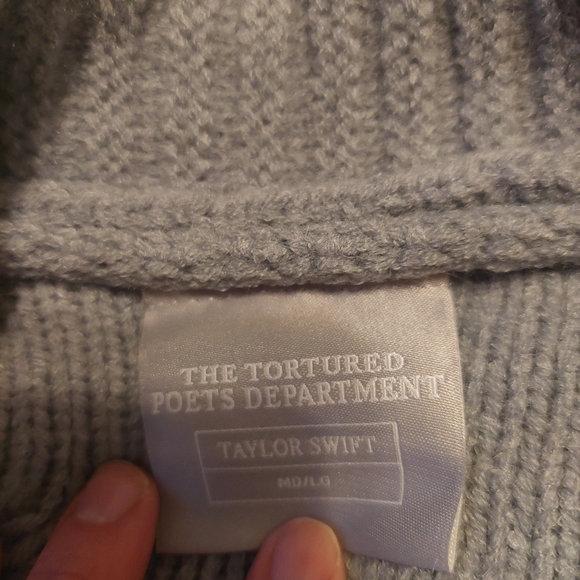 THE TORTURED
POETS DEPARTMENT
TAYLOR SWIFT
MD/LG